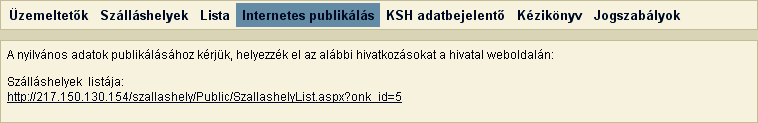 Üzemeltetők Szálláshelyek Lista Internetes publikálás KSH adatbejelentő Kézikönyv Jogszabályok
A nyilvános adatok publikálásához kérjük, helyezzék el az alábbi hivatkozásokat a hivatal weboldalán:
Szálláshelyek listája:
http://217.150.130.154/szallashely/Public/SzallashelyList.aspx?onk_id=5